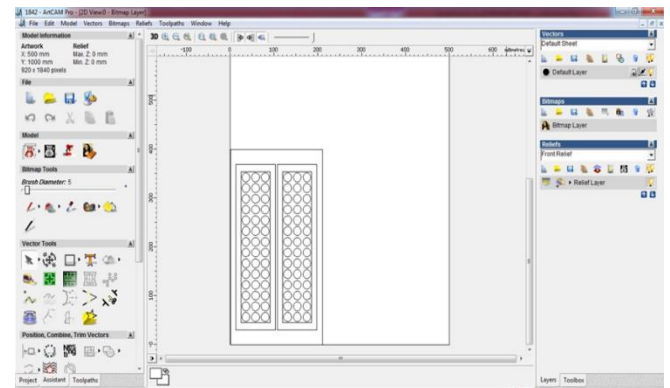 1842 - ArtCAM Pro - [2D View:0 - Bitmap Layer]
File Edit Model Vectors Bitmaps Reliefs Toolpaths Window Help
Model Information
Artwork Relief
X: 500 mm Max. Z: 0 mm
Y: 1000 mm Min. Z: 0 mm
920 x 1840 pixels
File
Model
Bitmap Tools
Brush Diameter: 5
Vector Tools
Position, Combine, Trim Vectors
Project Assistant Toolpaths
3D
-100 0 100 200 300 400 500 600
500
400
300
200
100
0
Vectors
Default Sheet
Default Layer
Bitmaps
Bitmap Layer
Reliefs
Front Relief
Relief Layer
Layers Toolbox